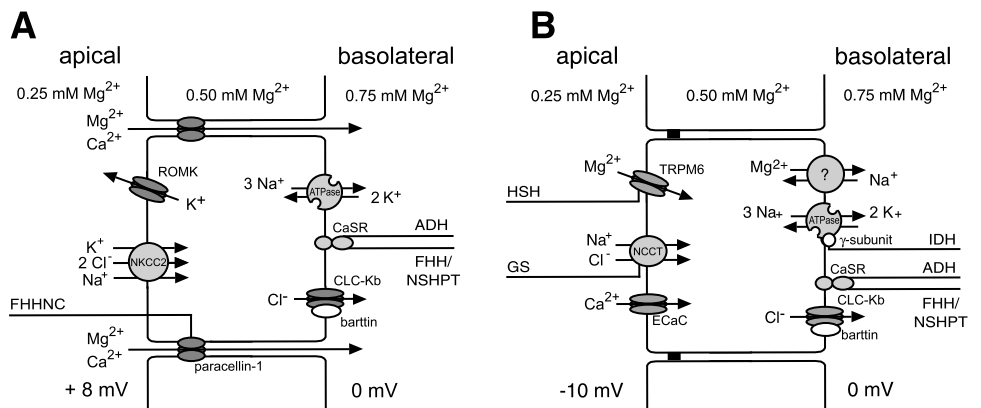 A
apical
basolateral
0.25 mM Mg2+
0.50 mM Mg2+
0.75 mM Mg2+
Mg2+
Ca2+
ROMK
K+
3 Na+
ATPase
2 K+
CaSR
ADH
FHH/
NSHPT
K+
2 Cl-
Na+
NKCC2
CLC-Kb
Cl-
barttin
FHHNC
Mg2+
Ca2+
paracellin-1
+ 8 mV
0 mV
B
apical
basolateral
0.25 mM Mg2+
0.50 mM Mg2+
0.75 mM Mg2+
Mg2+
TRPM6
HSH
Mg2+
?
Na+
3 Na+
ATPase
2 K+
γ-subunit
IDH
Na+
Cl-
NCCT
GS
CaSR
ADH
FHH/
NSHPT
Ca2+
ECaC
CLC-Kb
Cl-
barttin
-10 mV
0 mV